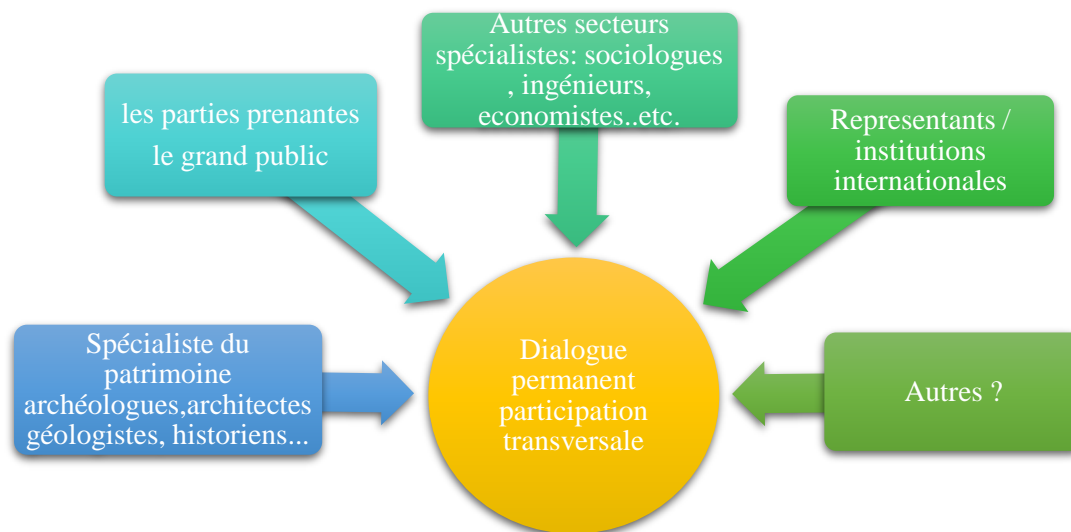 Autres secteurs
spécialistes: sociologues
, ingénieurs,
economistes..etc.
les parties prenantes
le grand public
Representants /
institutions
internationales
Spécialiste du
patrimoine
archéologues,architectes
géologistes, historiens...
Dialogue
permanent
participation
transversale
Autres ?